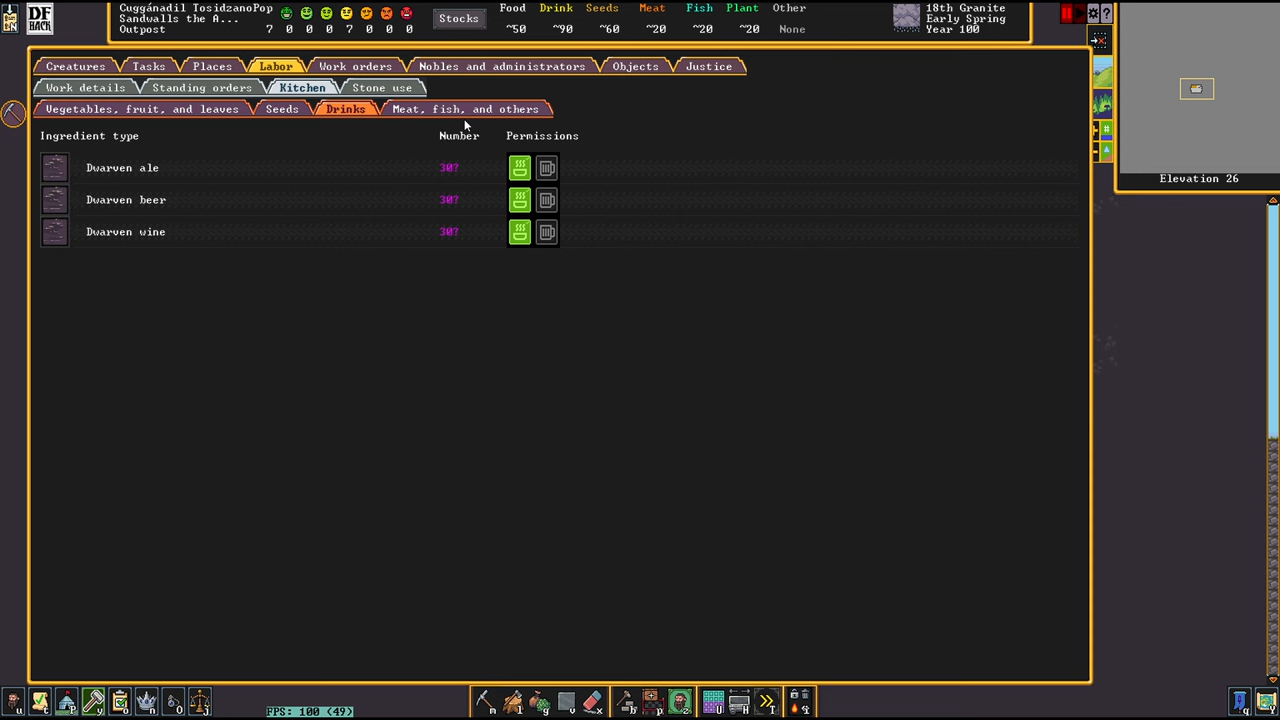 DF
HACK
Cuggánadil TosidzanoPop
Sandwalls the A...
Outpost 7 0 0 0 7 0 0 0
Stocks
Food Drink Seeds Meat Fish Plant Other
~50 ~90 ~60 ~20 ~20 ~20 None
18th Granite
Early Spring
Year 100
?
Creatures Tasks Places Labor Work orders Nobles and administrators Objects Justice
Work details Standing orders Kitchen Stone use
Vegetables, fruit, and leaves Seeds Drinks Meat, fish, and others
Ingredient type Number Permissions
Dwarven ale 30?
Dwarven beer 30?
Dwarven wine 30?
Elevation 26
FPS: 100 (49)